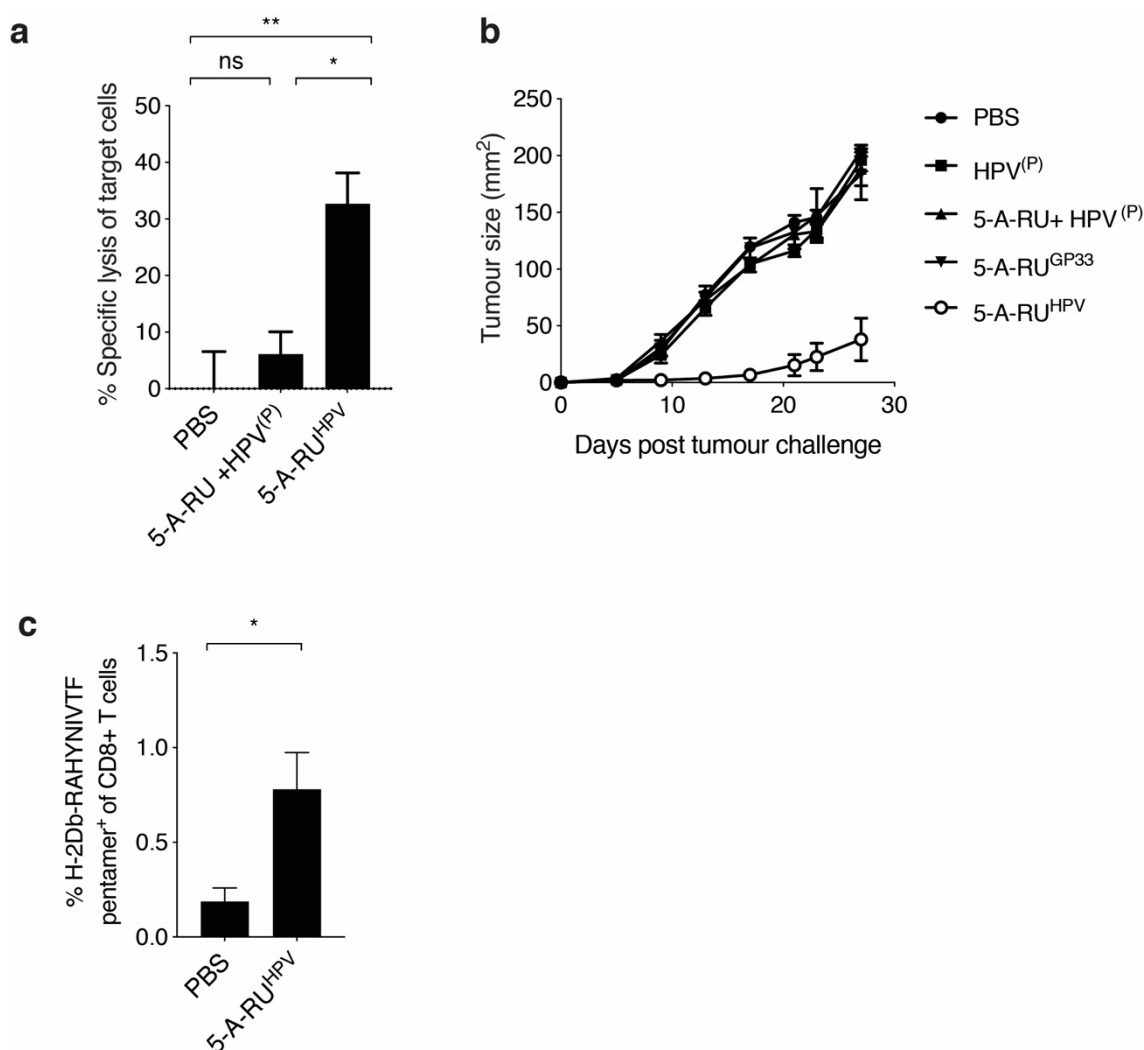 a
**
ns
*
% Specific lysis of target cells
50
40
30
20
10
0
PBS
5-A-RU +HPV(P)
5-A-RUHPV
b
Tumour size (mm2)
250
200
150
100
50
0
0
10
20
30
Days post tumour challenge
PBS
HPV(P)
5-A-RU+ HPV (P)
5-A-RUGP33
5-A-RUHPV
c
*
% H-2Db-RAHYNIVTF
pentamer+ of CD8+ T cells
1.5
1.0
0.5
0.0
PBS
5-A-RUHPV